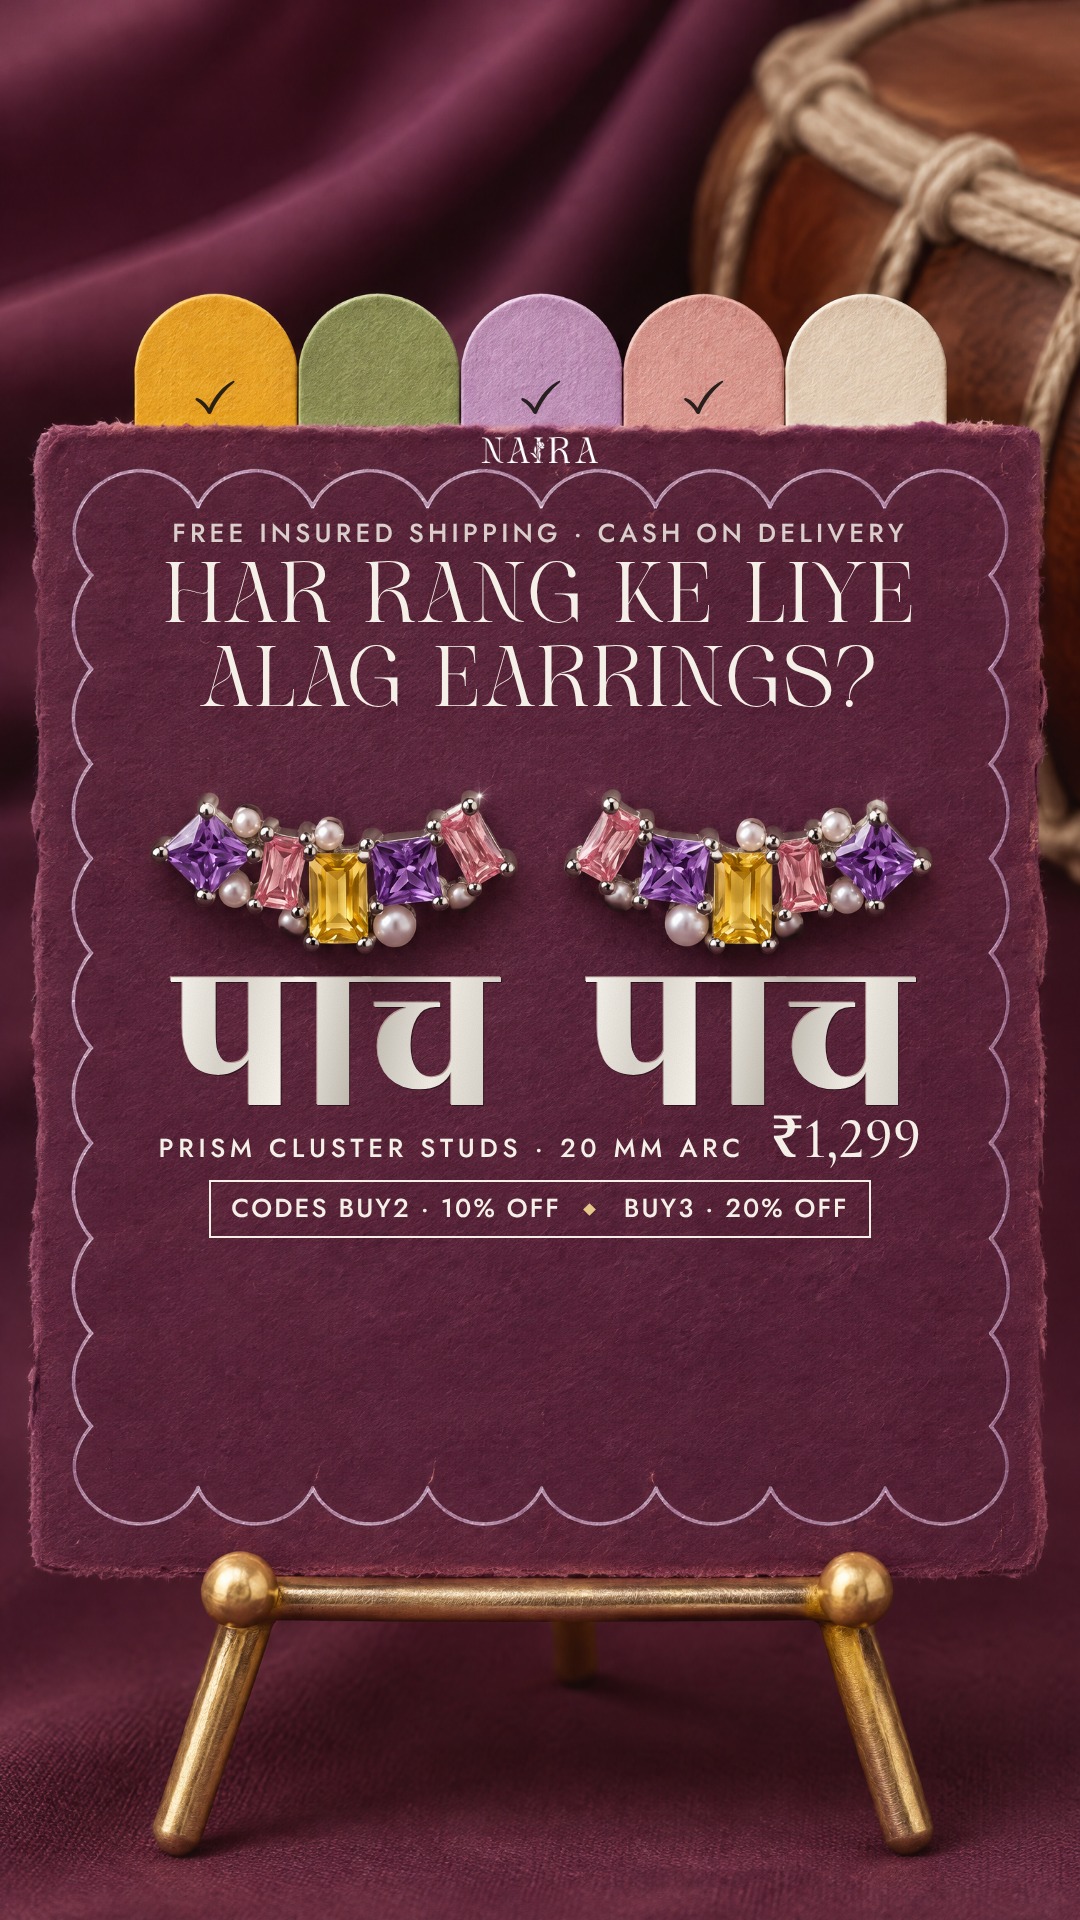 NAIRA
FREE INSURED SHIPPING · CASH ON DELIVERY
HAR RANG KE LIYE
ALAG EARRINGS?
पाच पाच
PRISM CLUSTER STUDS · 20 MM ARC ₹1,299
CODES BUY2 · 10% OFF ◆ BUY3 · 20% OFF